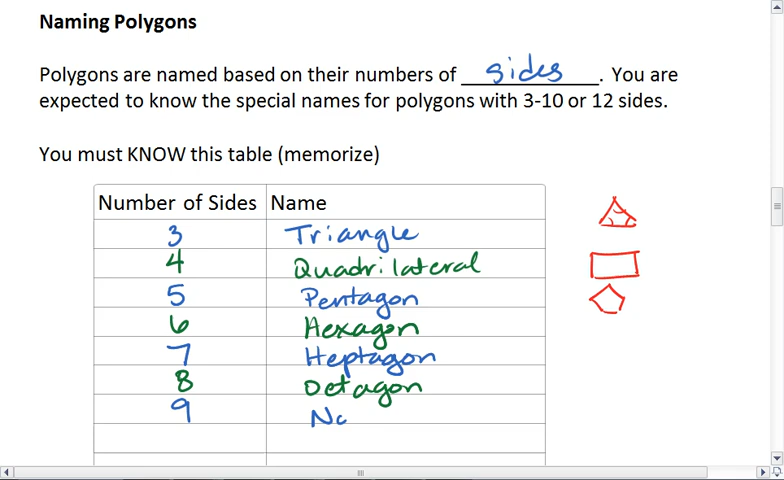 Naming Polygons
Polygons are named based on their numbers of sides. You are
expected to know the special names for polygons with 3-10 or 12 sides.
You must KNOW this table (memorize)
Number of Sides Name
3 Triangle
4 Quadrilateral
5 Pentagon
6 Hexagon
7 Heptagon
8 Octagon
9 No